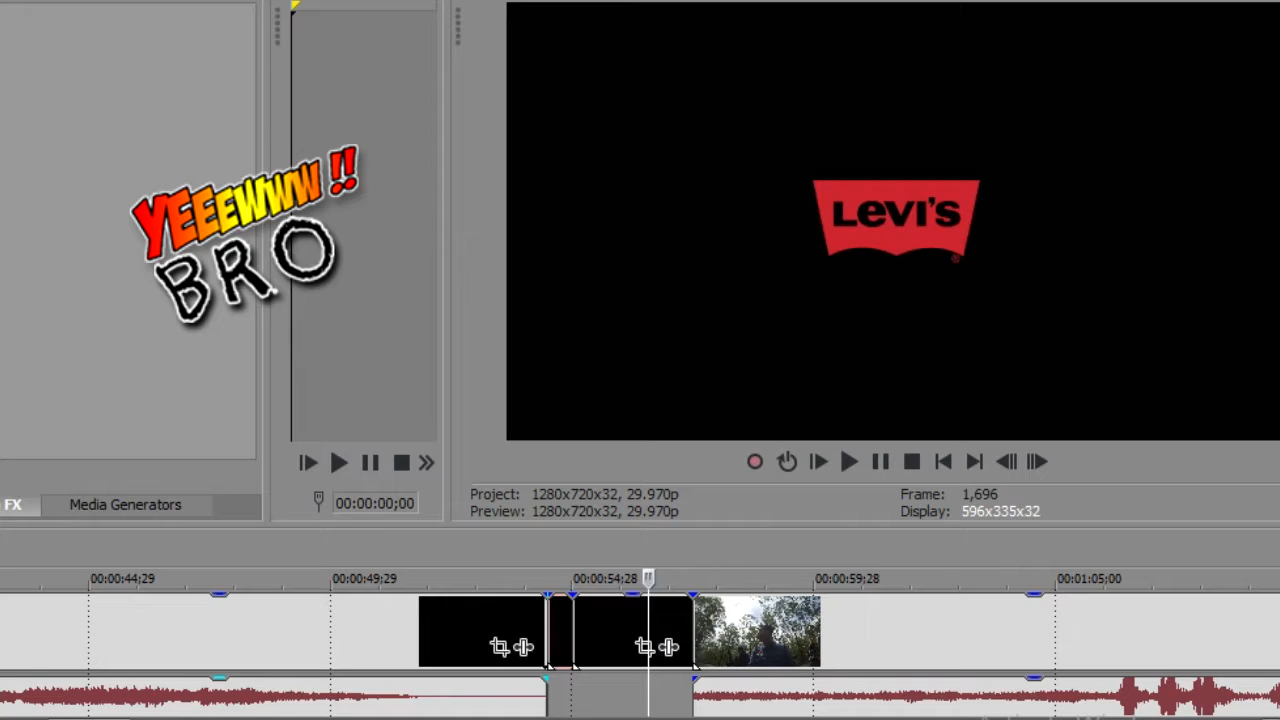 YEEEWWW !!
BRO
LEVI'S
®
FX
Media Generators
00:00:00;00
Project: 1280x720x32, 29.970p
Preview: 1280x720x32, 29.970p
Frame: 1,696
Display: 596x335x32
00:00:44;29
00:00:49;29
00:00:54;28
00:00:59;28
00:01:05;00